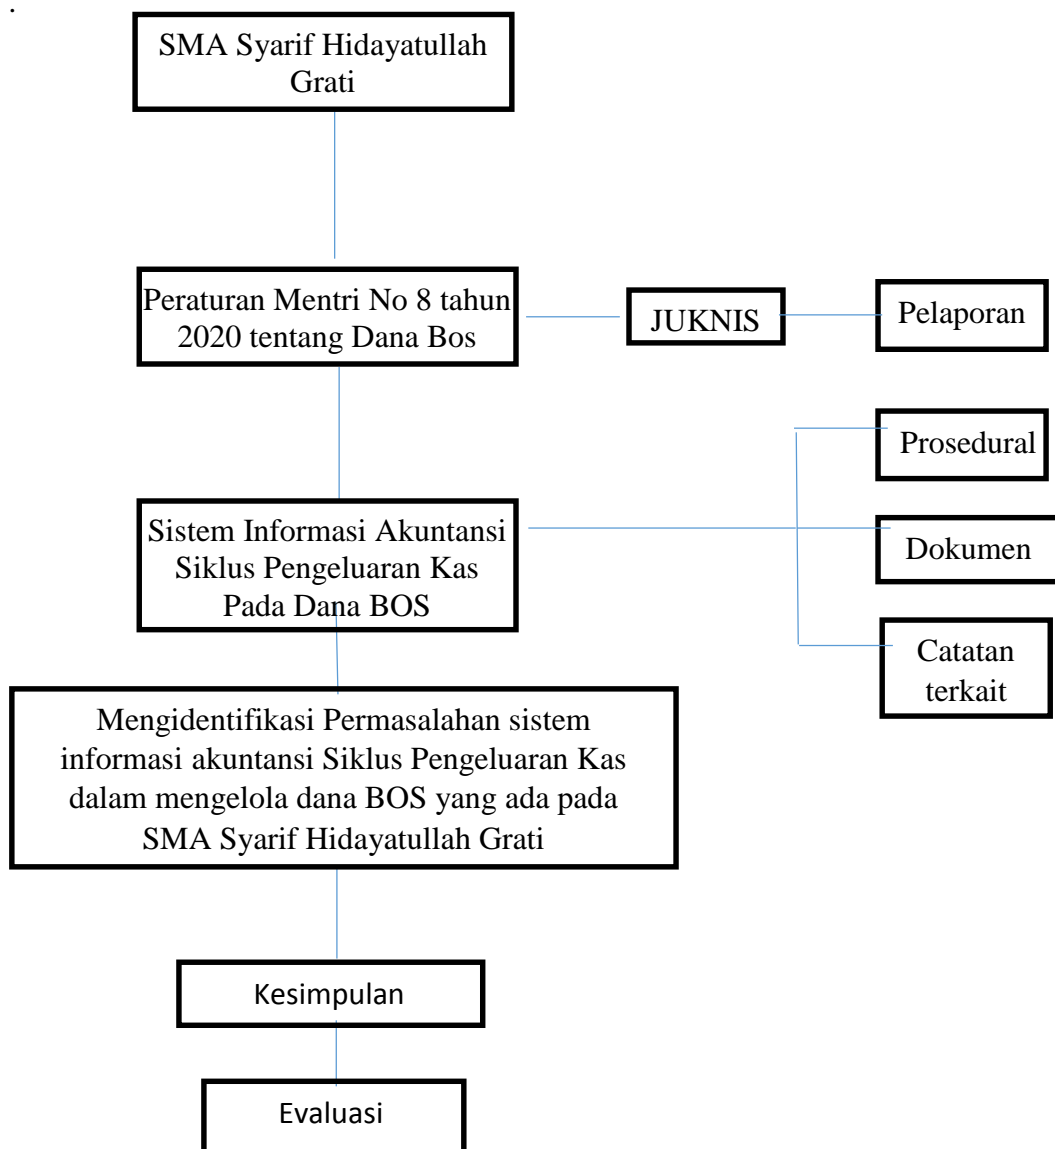 .
SMA Syarif Hidayatullah
Grati
Peraturan Mentri No 8 tahun
2020 tentang Dana Bos
JUKNIS
Pelaporan
Sistem Informasi Akuntansi
Siklus Pengeluaran Kas
Pada Dana BOS
Prosedural
Dokumen
Catatan
terkait
Mengidentifikasi Permasalahan sistem
informasi akuntansi Siklus Pengeluaran Kas
dalam mengelola dana BOS yang ada pada
SMA Syarif Hidayatullah Grati
Kesimpulan
Evaluasi